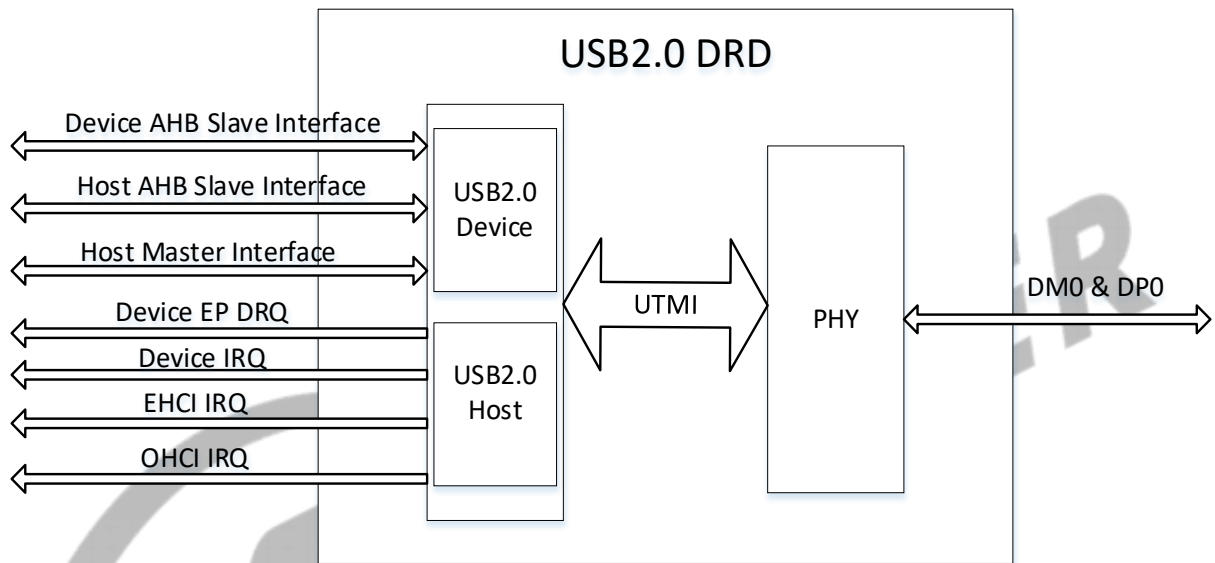 USB2.0 DRD
Device AHB Slave Interface
Host AHB Slave Interface
Host Master Interface
Device EP DRQ
Device IRQ
EHCI IRQ
OHCI IRQ
USB2.0
Device
USB2.0
Host
UTMI
PHY
DM0 & DP0